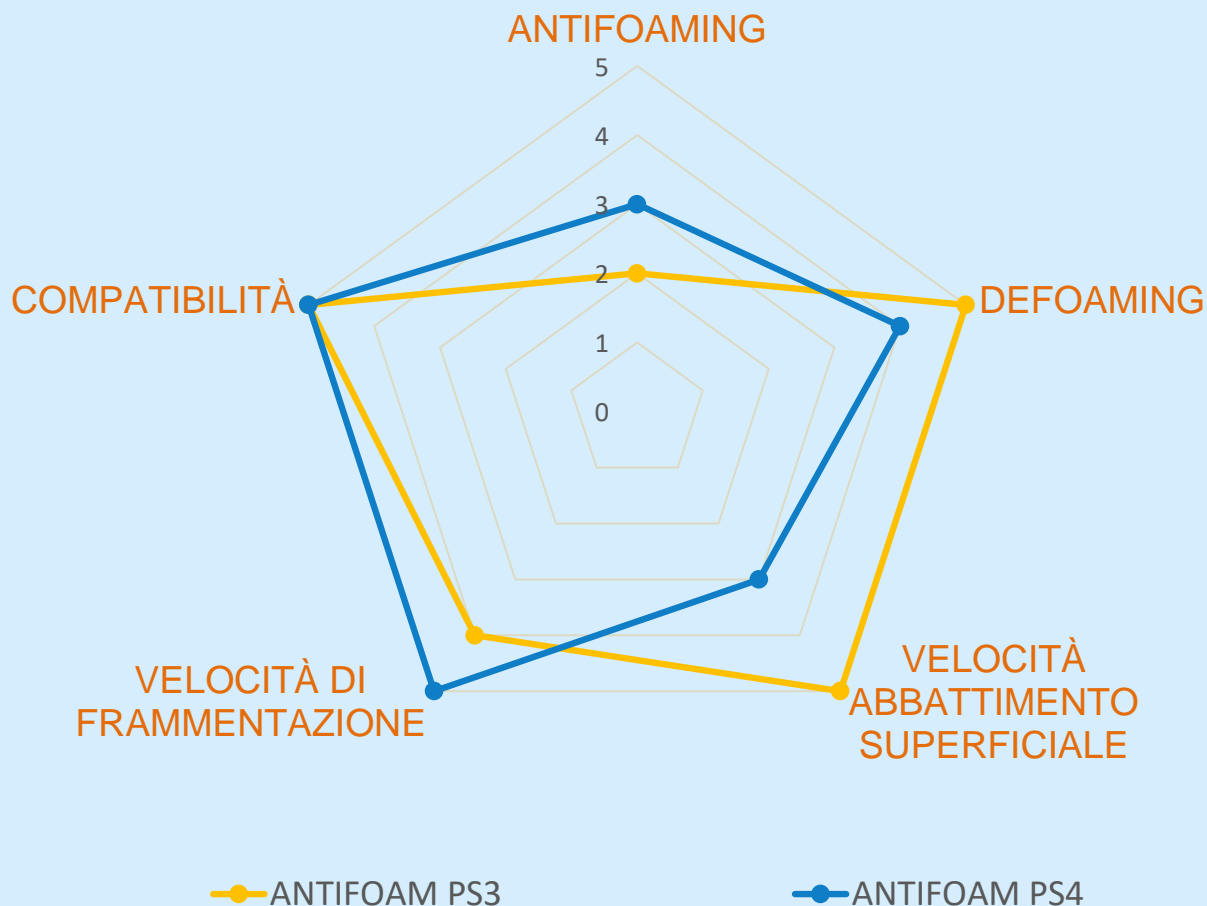 ANTIFOAMING
5
4
3
2
1
0
COMPATIBILITÀ
DEFOAMING
VELOCITÀ DI
FRAMMENTAZIONE
VELOCITÀ
ABBATTIMENTO
SUPERFICIALE
ANTIFOAM PS3
ANTIFOAM PS4